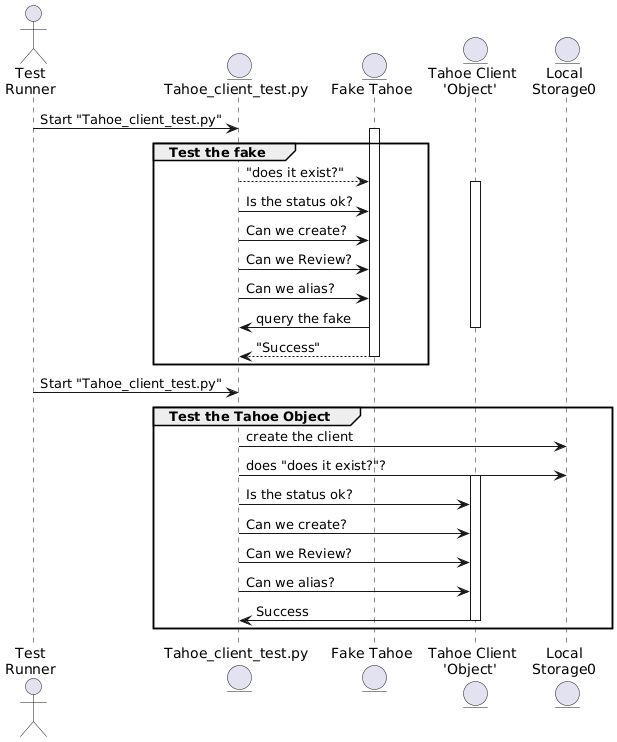 Test
Runner
Tahoe_client_test.py
Fake Tahoe
Tahoe Client
'Object'
Local
Storage0
Start "Tahoe_client_test.py"
Test the fake
"does it exist?"
Is the status ok?
Can we create?
Can we Review?
Can we alias?
query the fake
"Success"
Start "Tahoe_client_test.py"
Test the Tahoe Object
create the client
does "does it exist?"?
Is the status ok?
Can we create?
Can we Review?
Can we alias?
Success
Test
Runner
Tahoe_client_test.py
Fake Tahoe
Tahoe Client
'Object'
Local
Storage0